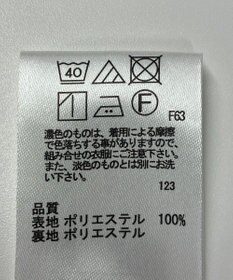 40
F
F63
濃色のものは、着用による摩擦
で色落ちする事がありますので、
組み合せの衣服にご注意下さい。
また、淡色のものとは別にお洗
い下さい。
123
品質
表地 ポリエステル 100%
裏地 ポリエステル